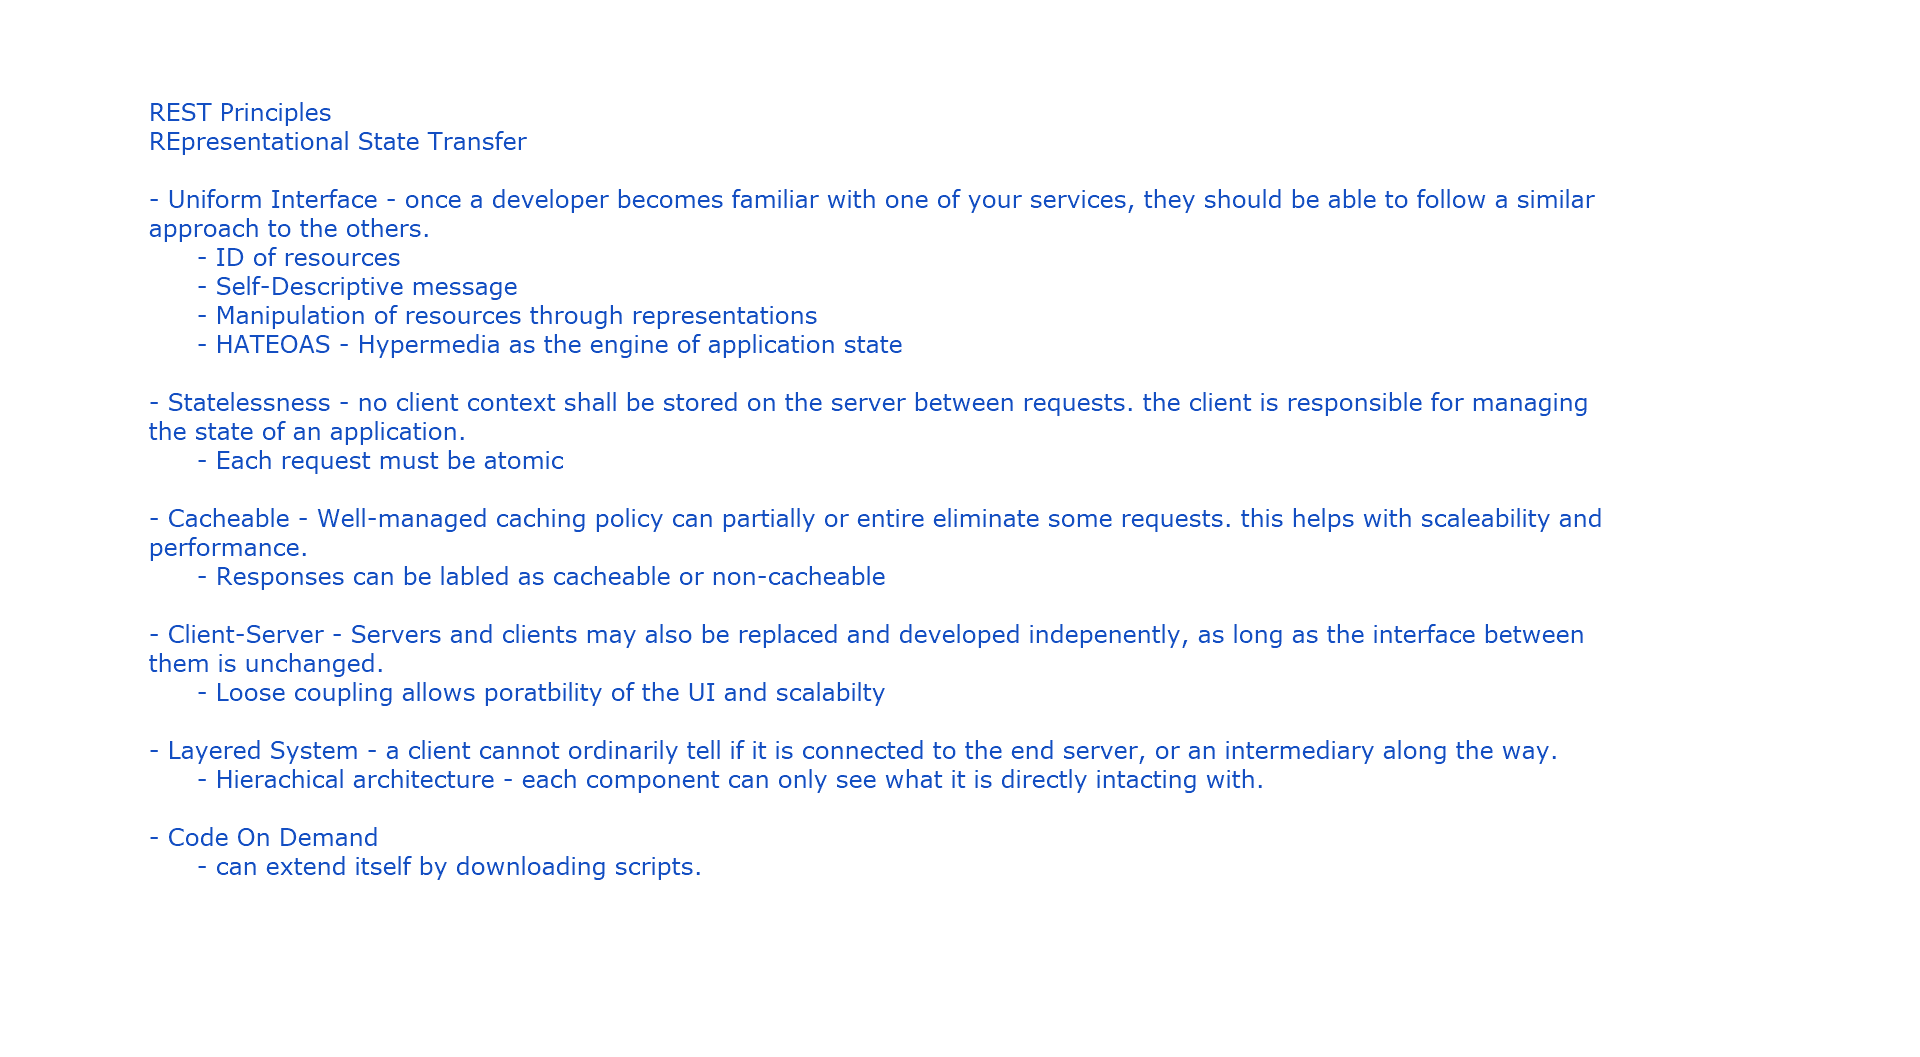 REST Principles
REpresentational State Transfer
- Uniform Interface - once a developer becomes familiar with one of your services, they should be able to follow a similar
approach to the others.
- ID of resources
- Self-Descriptive message
- Manipulation of resources through representations
- HATEOAS - Hypermedia as the engine of application state
- Statelessness - no client context shall be stored on the server between requests. the client is responsible for managing
the state of an application.
- Each request must be atomic
- Cacheable - Well-managed caching policy can partially or entire eliminate some requests. this helps with scaleability and
performance.
- Responses can be labled as cacheable or non-cacheable
- Client-Server - Servers and clients may also be replaced and developed indepenently, as long as the interface between
them is unchanged.
- Loose coupling allows poratbility of the UI and scalabilty
- Layered System - a client cannot ordinarily tell if it is connected to the end server, or an intermediary along the way.
- Hierachical architecture - each component can only see what it is directly intacting with.
- Code On Demand
- can extend itself by downloading scripts.